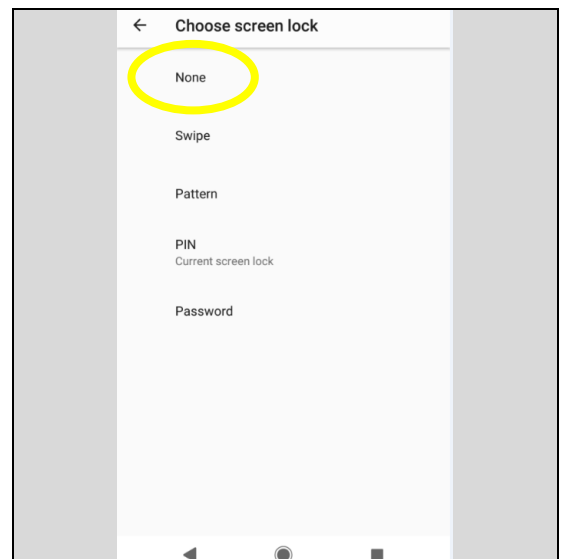 Choose screen lock
None
Swipe
Pattern
PIN
Current screen lock
Password